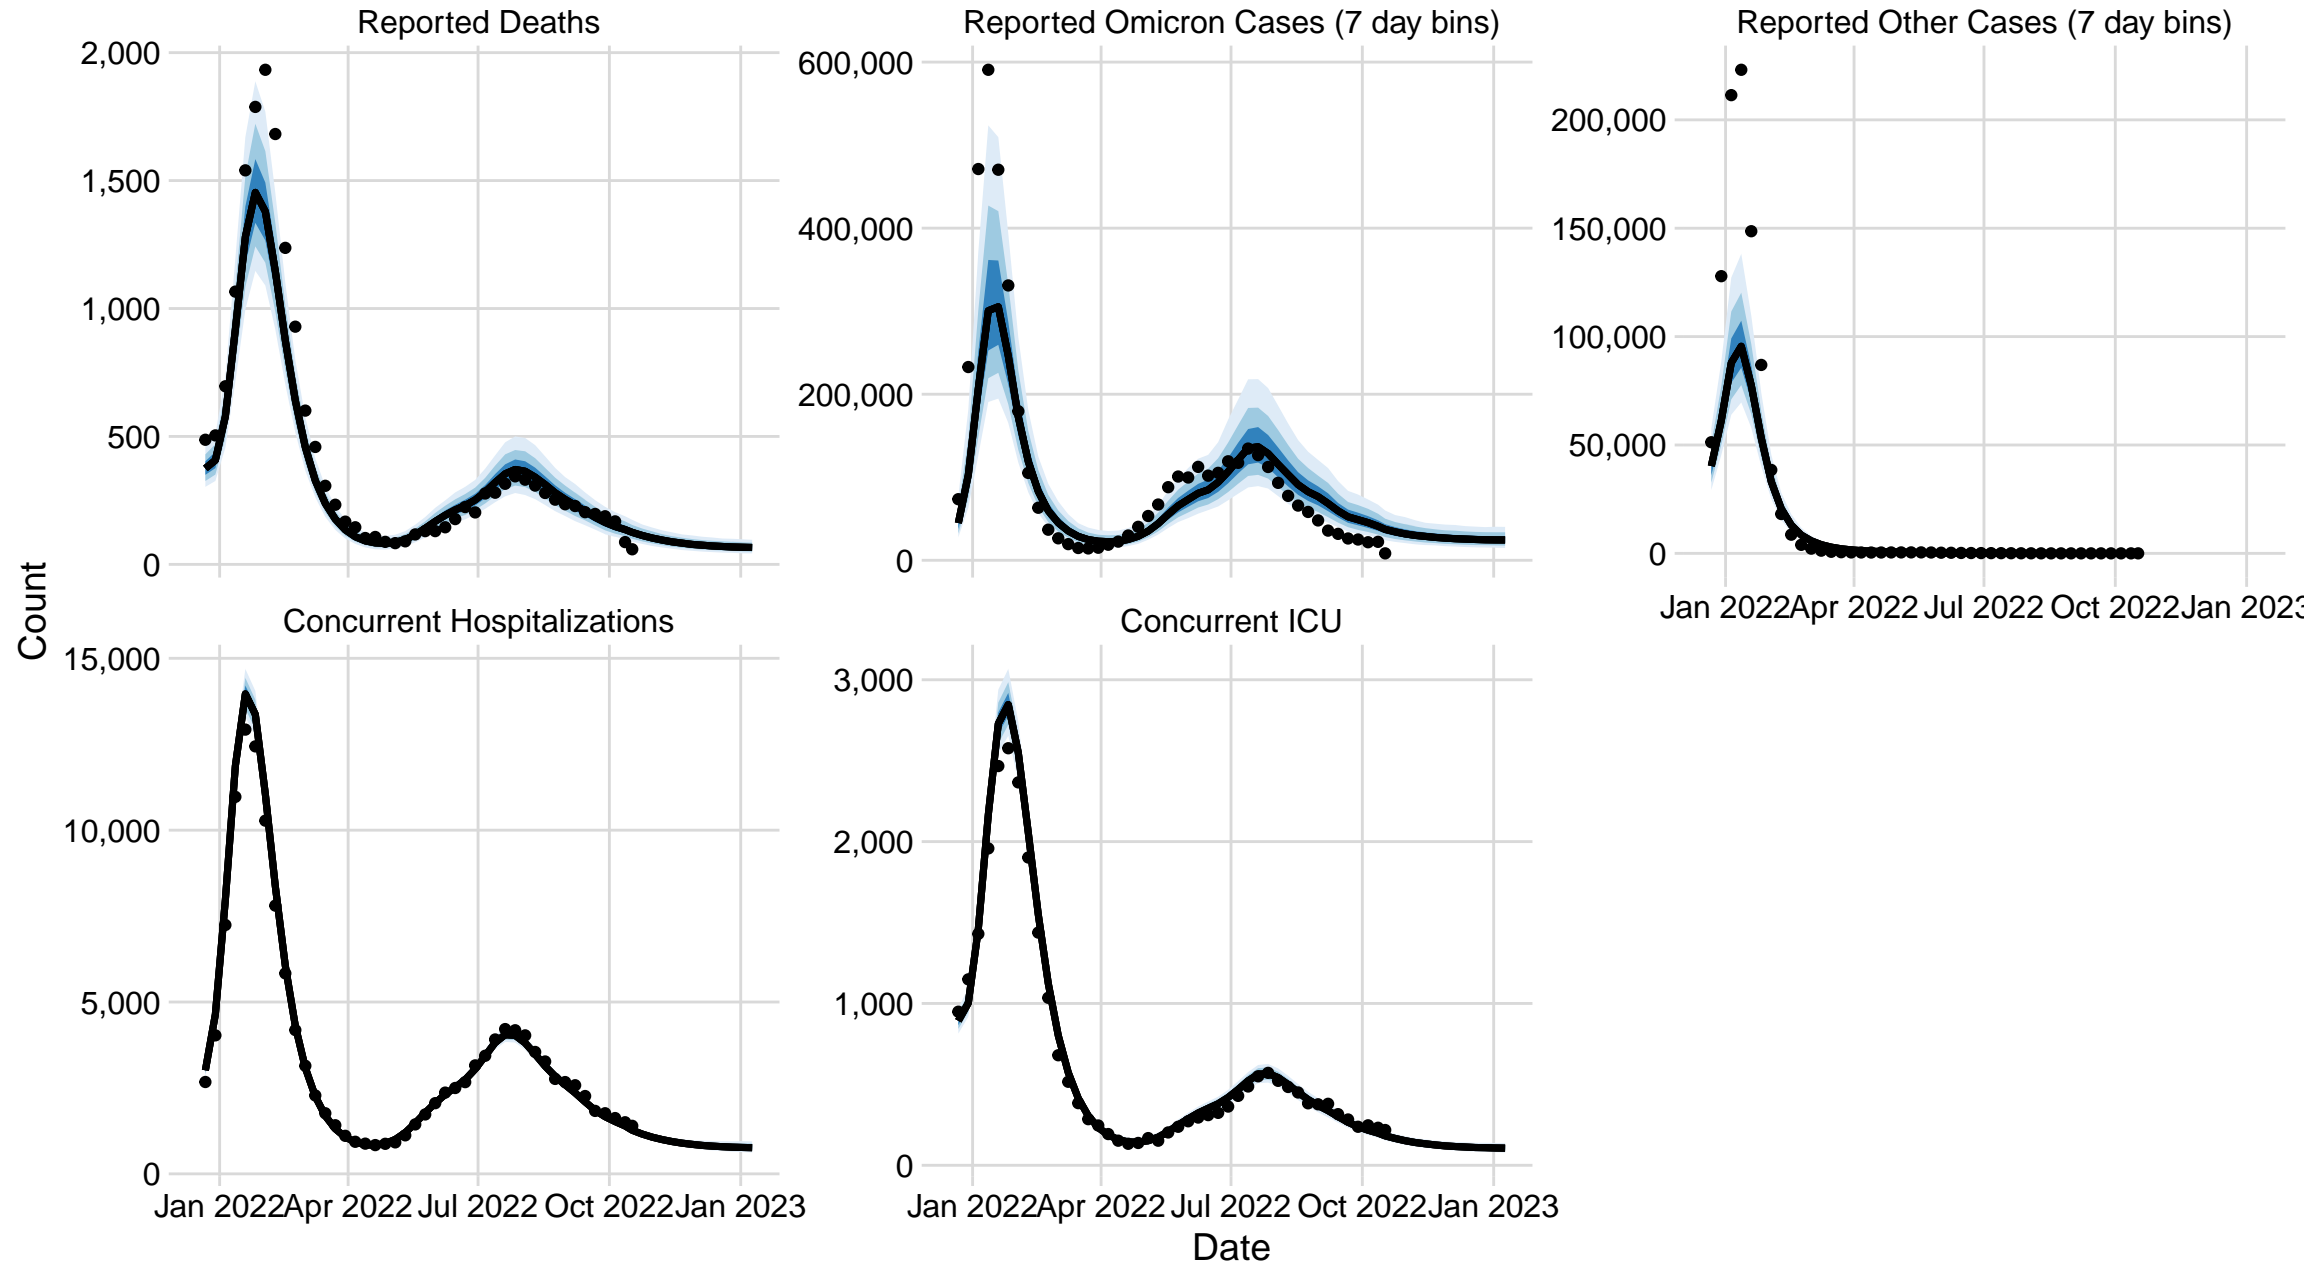 Reported Deaths
Reported Omicron Cases (7 day bins)
Reported Other Cases (7 day bins)
2,000
1,500
1,000
500
0
600,000
400,000
200,000
0
200,000
150,000
100,000
50,000
0
Jan 2022 Apr 2022 Jul 2022 Oct 2022 Jan 2023
Count
Concurrent Hospitalizations
Concurrent ICU
15,000
10,000
5,000
0
Jan 2022 Apr 2022 Jul 2022 Oct 2022 Jan 2023
3,000
2,000
1,000
0
Jan 2022 Apr 2022 Jul 2022 Oct 2022 Jan 2023
Date